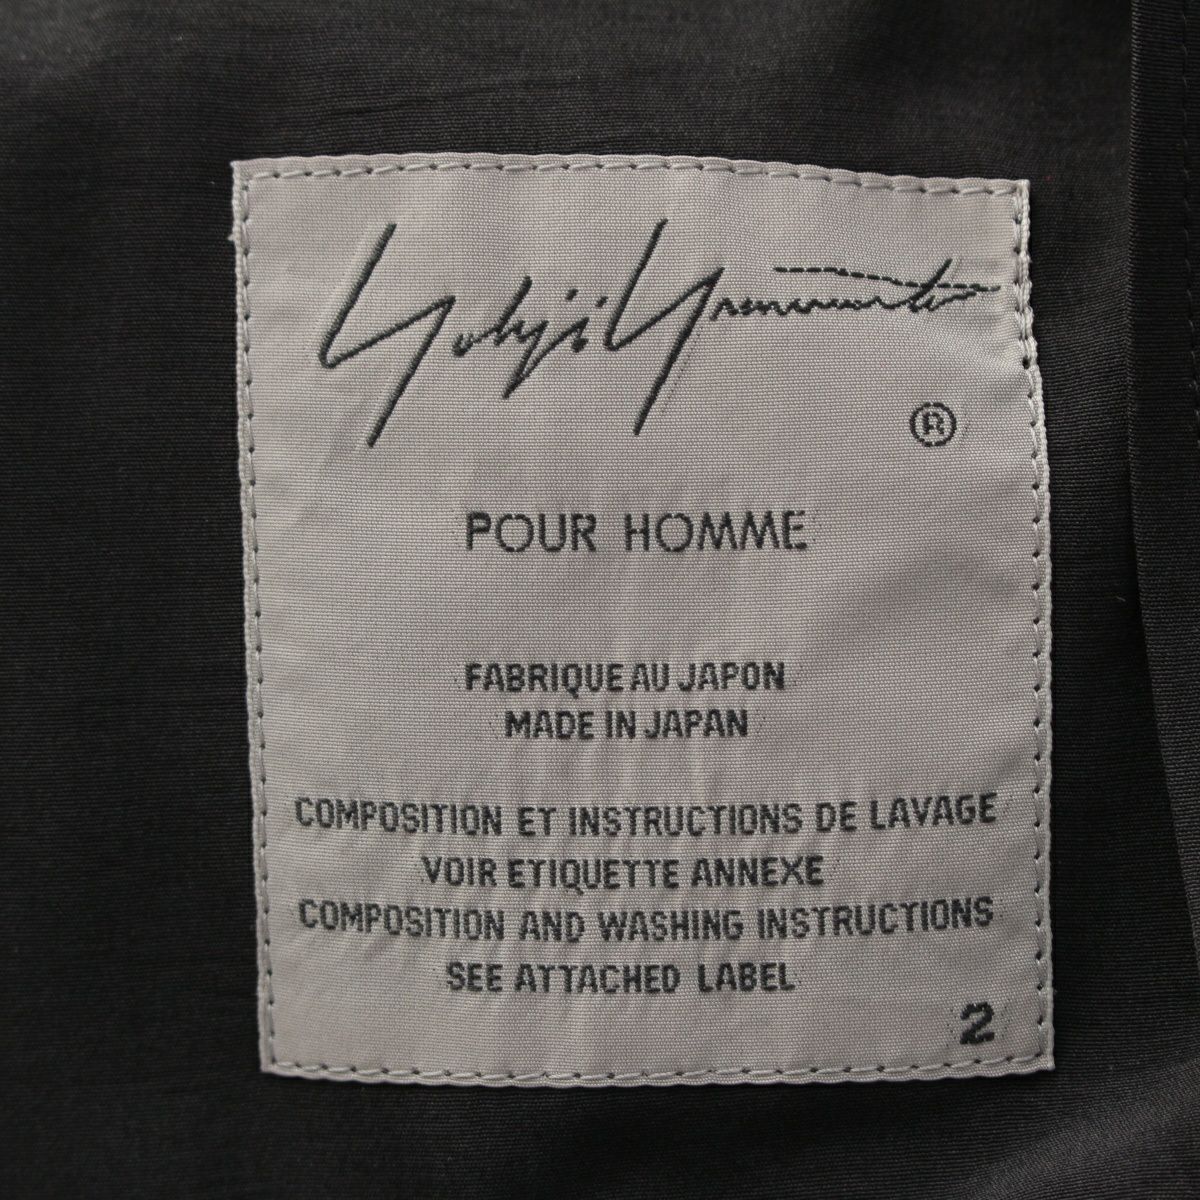 Yohji Yamamoto
®
POUR HOMME
FABRIQUE AU JAPON
MADE IN JAPAN
COMPOSITION ET INSTRUCTIONS DE LAVAGE
VOIR ETIQUETTE ANNEXE
COMPOSITION AND WASHING INSTRUCTIONS
SEE ATTACHED LABEL
2